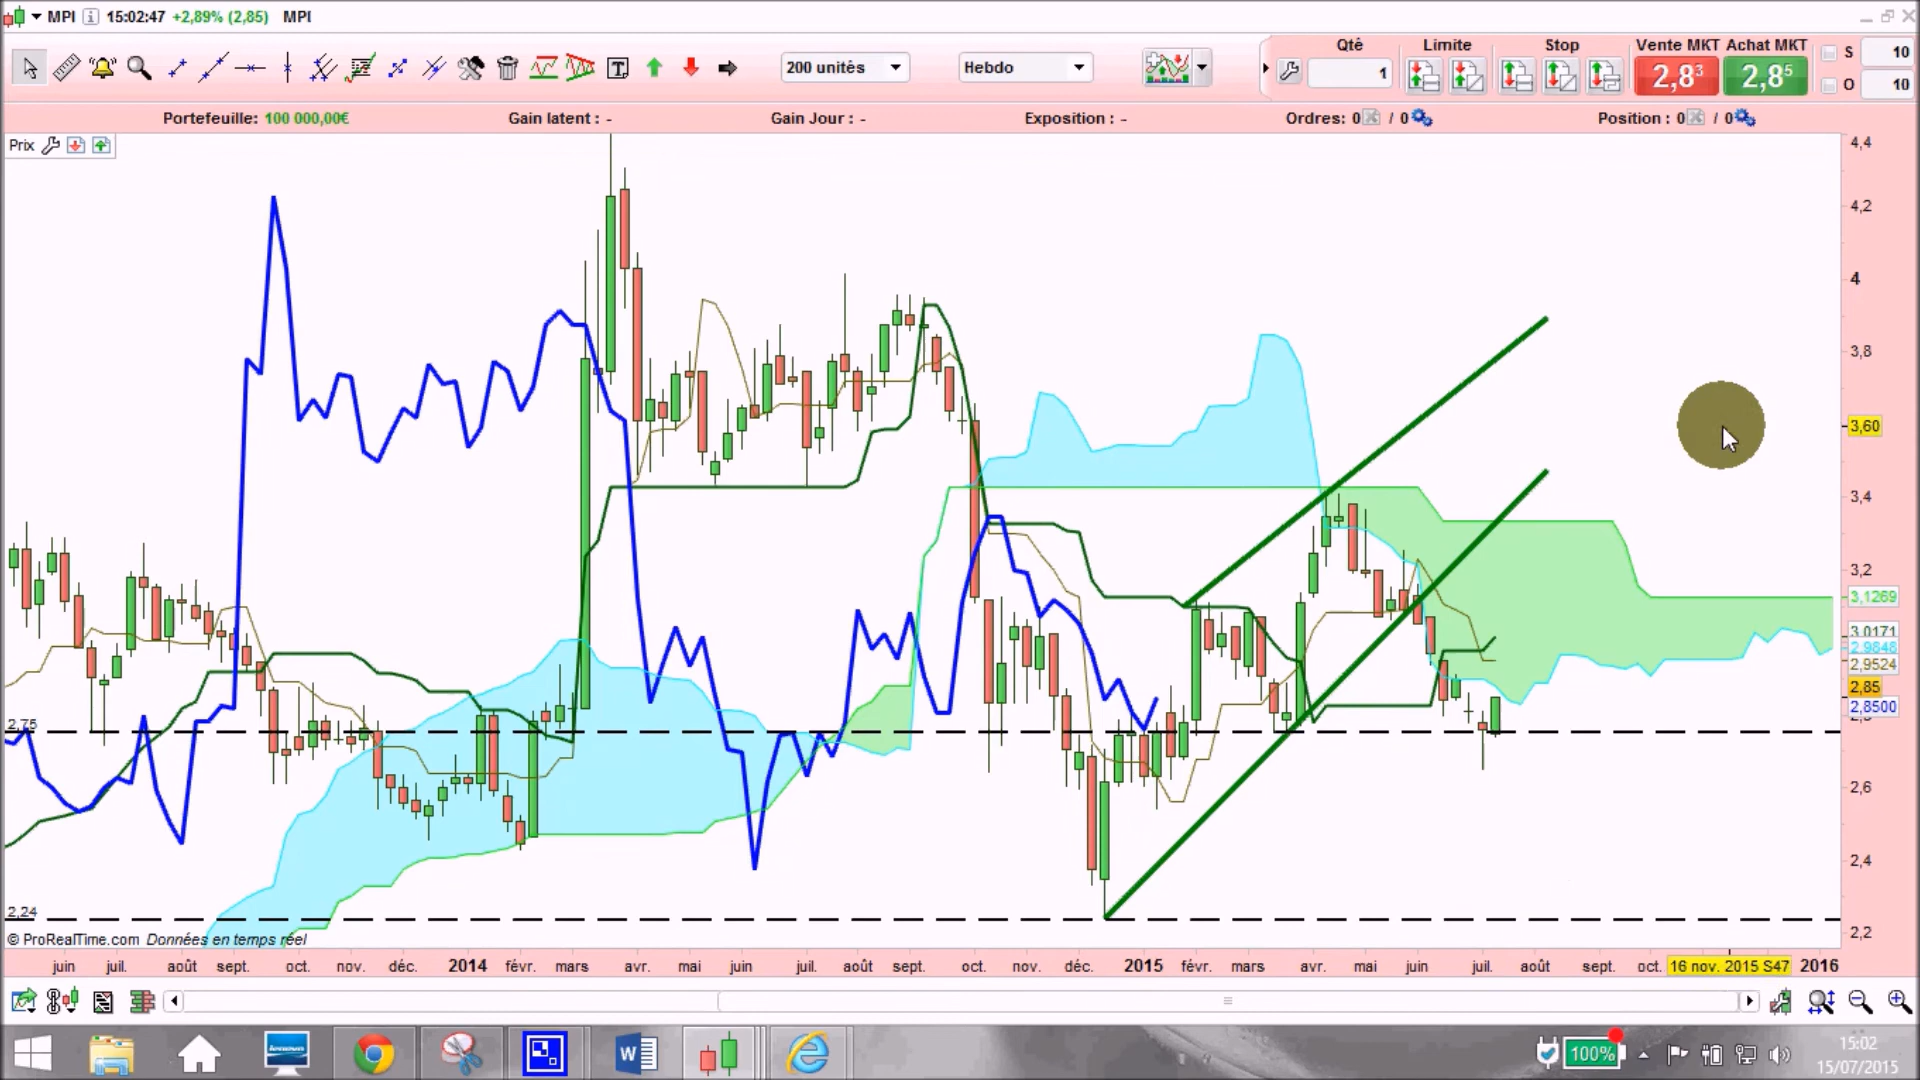 MPI 15:02:47 +2,89% (2,85) MPI
200 unités Hebdo Qté 1 Limite Stop Vente MKT 2,8³ Achat MKT 2,8⁵ S 10
O 10
Portefeuille: 100 000,00€ Gain latent : - Gain Jour : - Exposition : - Ordres: 0 / 0 Position : 0 / 0
Prix
4,4
4,2
4
3,8
3,60
3,4
3,2
3,1269
3,0171
2,9848
2,9524
2,85
2,8500
2,75
2,6
2,4
2,24
2,2
© ProRealTime.com Données en temps réel
juin juil. août sept. oct. nov. déc. 2014 févr. mars avr. mai juin juil. août sept. oct. nov. déc. 2015 févr. mars avr. mai juin juil. août sept. oct. 16 nov. 2015 S47 2016
lenovo
W
100%
15:02
15/07/2015